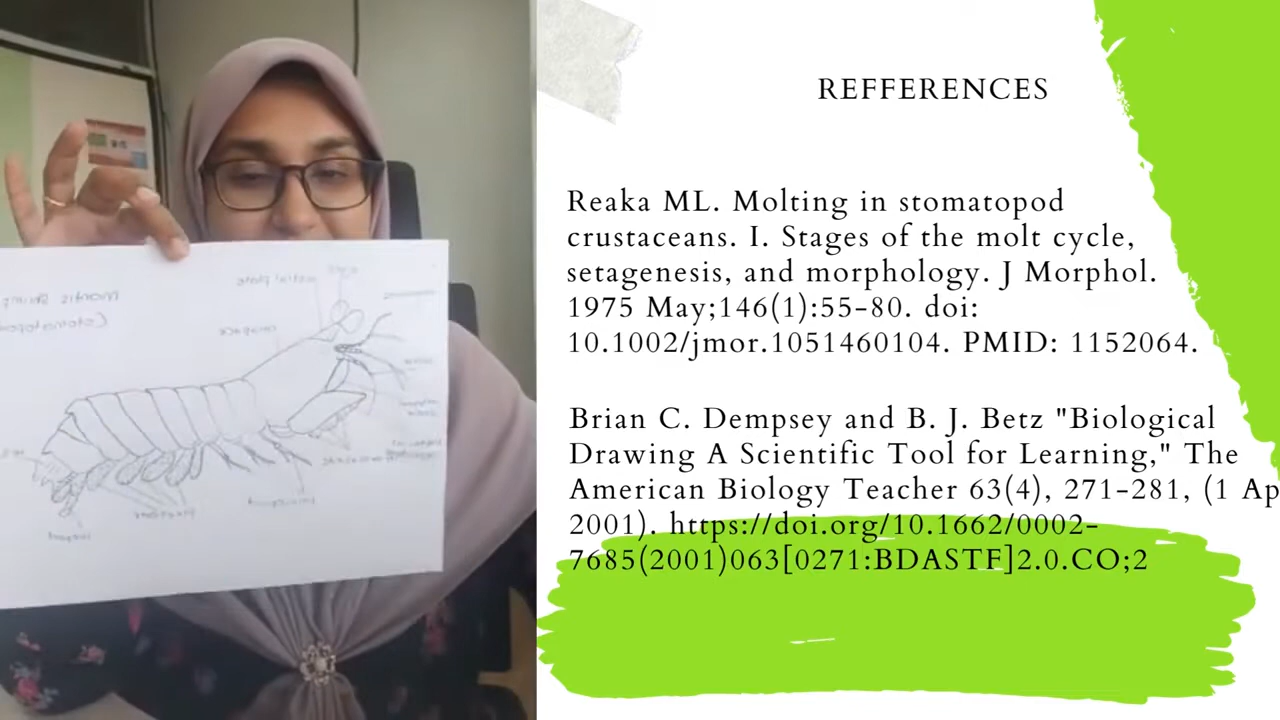 REFFERENCES
Reaka ML. Molting in stomatopod
crustaceans. I. Stages of the molt cycle,
setagenesis, and morphology. J Morphol.
1975 May;146(1):55-80. doi:
10.1002/jmor.1051460104. PMID: 1152064.
Brian C. Dempsey and B. J. Betz "Biological
Drawing A Scientific Tool for Learning," The
American Biology Teacher 63(4), 271-281, (1 Ap
2001). https://doi.org/10.1662/0002-
7685(2001)063[0271:BDASTF]2.0.CO;2
carapace